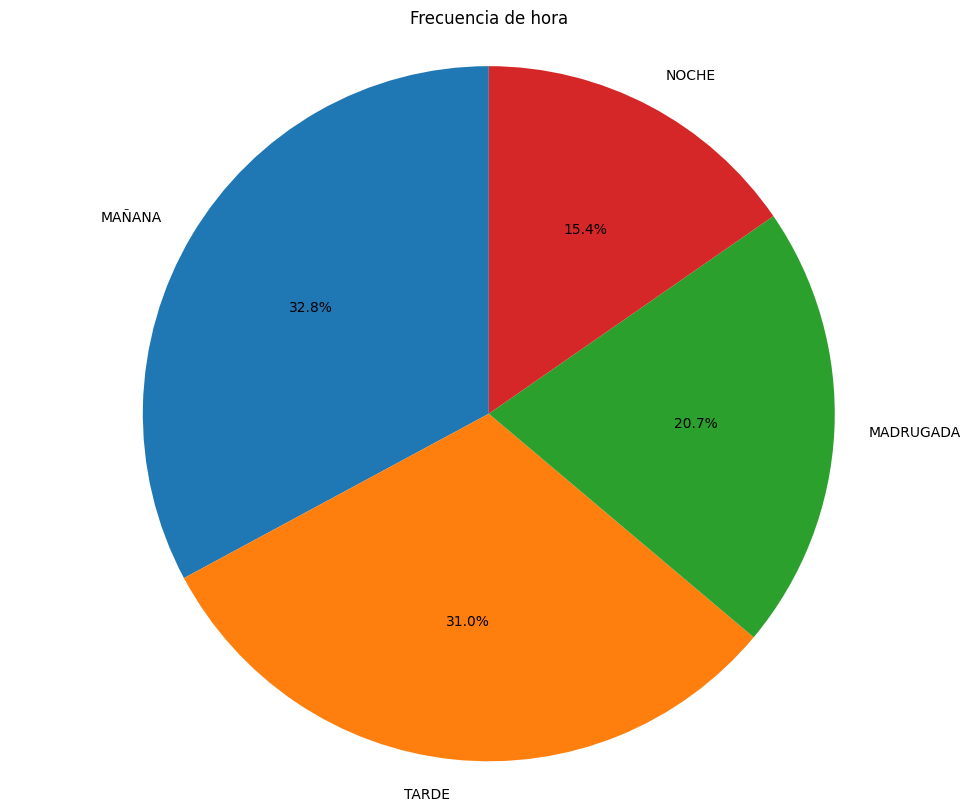 Frecuencia de hora
NOCHE
MAÑANA
15.4%
32.8%
20.7%
MADRUGADA
31.0%
TARDE